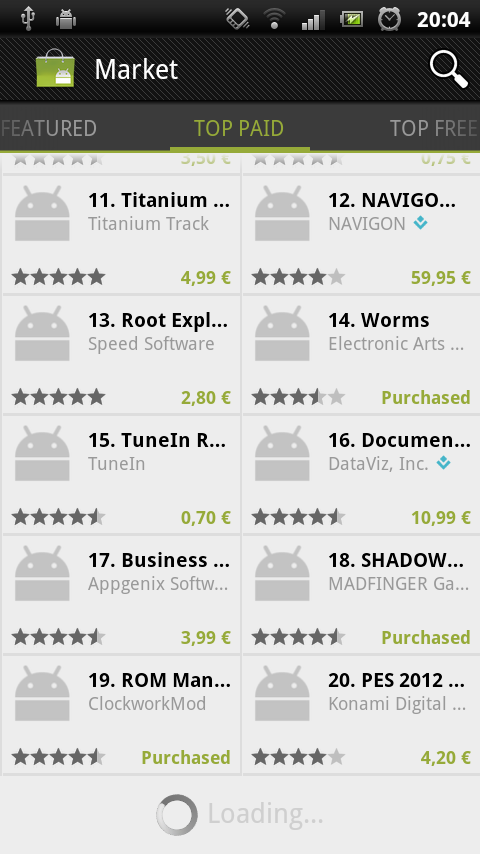 20:04
Market
FEATURED TOP PAID TOP FREE
3,50 € 0,75 €
11. Titanium ... 12. NAVIGO...
Titanium Track NAVIGON
4,99 € 59,95 €
13. Root Expl... 14. Worms
Speed Software Electronic Arts ...
2,80 € Purchased
15. TuneIn R... 16. Documen...
TuneIn DataViz, Inc.
0,70 € 10,99 €
17. Business ... 18. SHADOW...
Appgenix Softw... MADFINGER Ga...
3,99 € Purchased
19. ROM Man... 20. PES 2012 ...
ClockworkMod Konami Digital ...
Purchased 4,20 €
Loading...